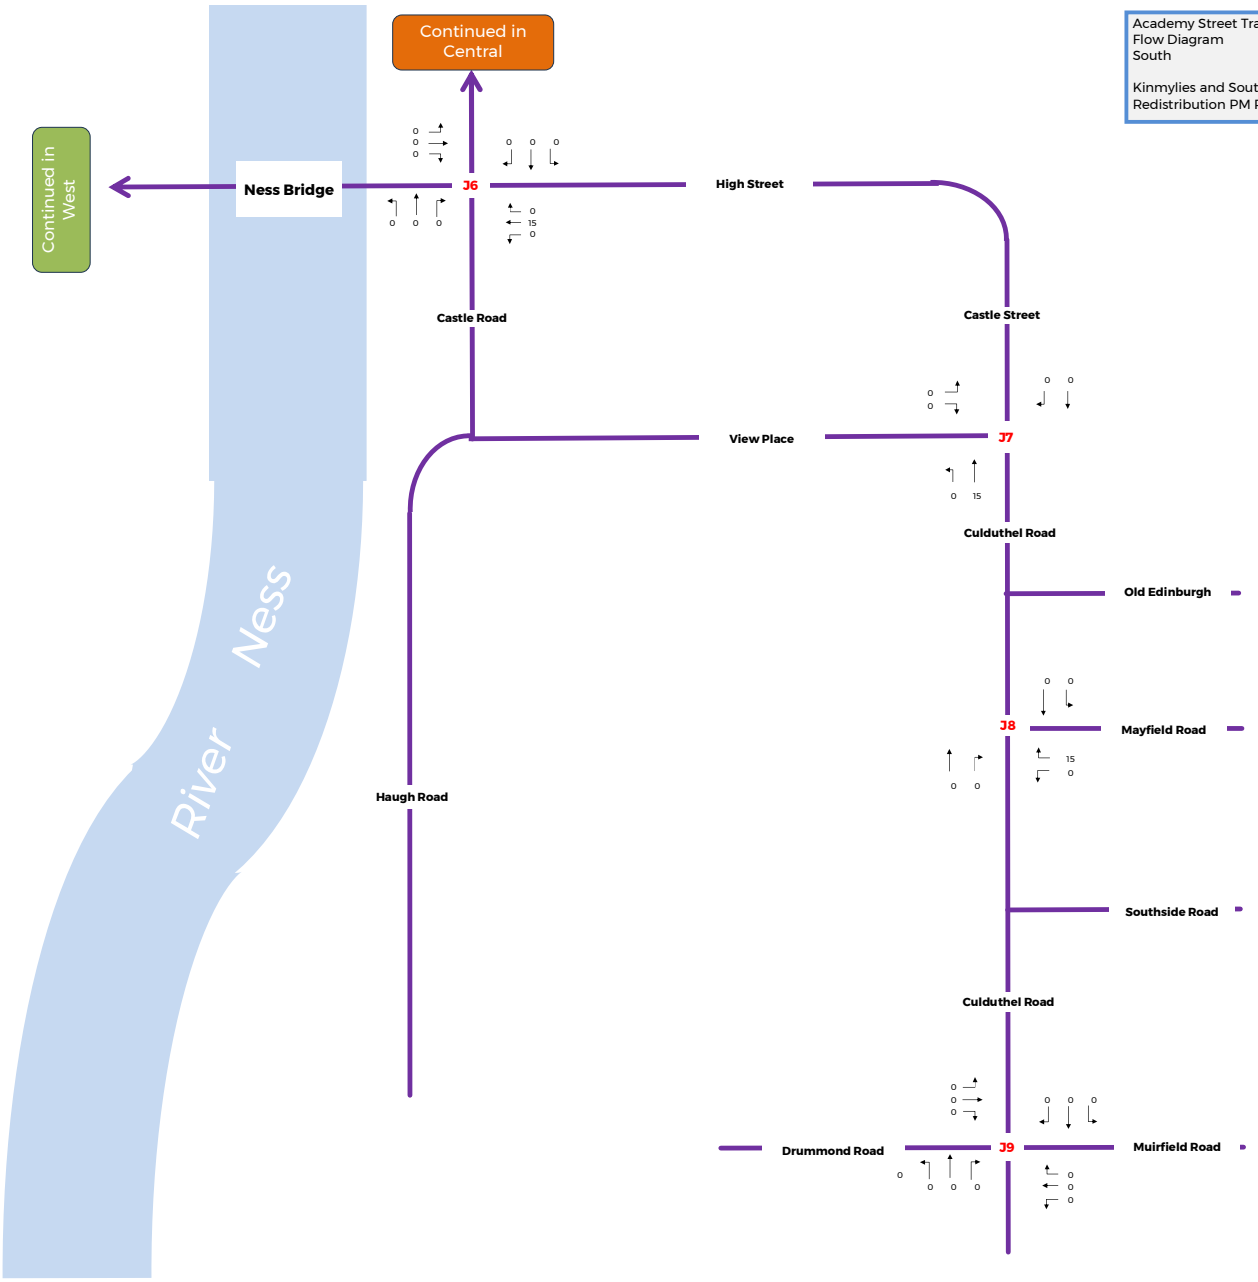 Continued in
Central
Academy Street Tra
Flow Diagram
South
Kinmylies and Sout
Redistribution PM P
Continued in
West
0
0
0
0 0 0
Ness Bridge
J6
High Street
0 0 0
0
15
0
Castle Road
Castle Street
0
0
0 0
View Place
J7
0 15
Culduthel Road
Old Edinburgh
River Ness
0 0
J8
Mayfield Road
0 0
15
0
Haugh Road
Southside Road
Culduthel Road
0
0
0
0 0 0
Drummond Road
J9
Muirfield Road
0
0 0 0
0
0
0